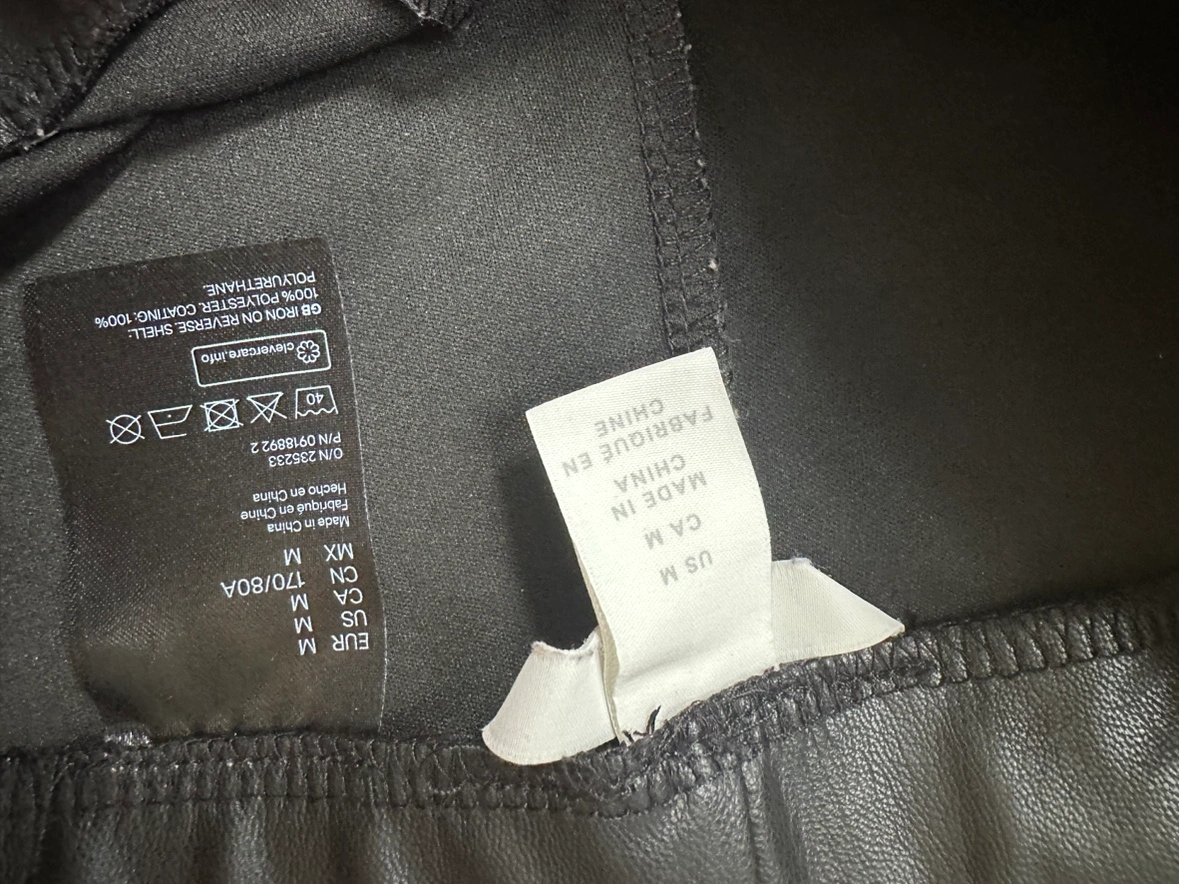 EUR M
US M
CA M
CN 170/80A
MX M
Made in China
Fabriqué en Chine
Hecho en China
O/N 235233
P/N 0918892 2
40
clevercare.info
GB IRON ON REVERSE. SHELL:
100% POLYESTER. COATING: 100%
POLYURETHANE.
US M
CA M
MADE IN
CHINA
FABRIQUÉ EN
CHINE